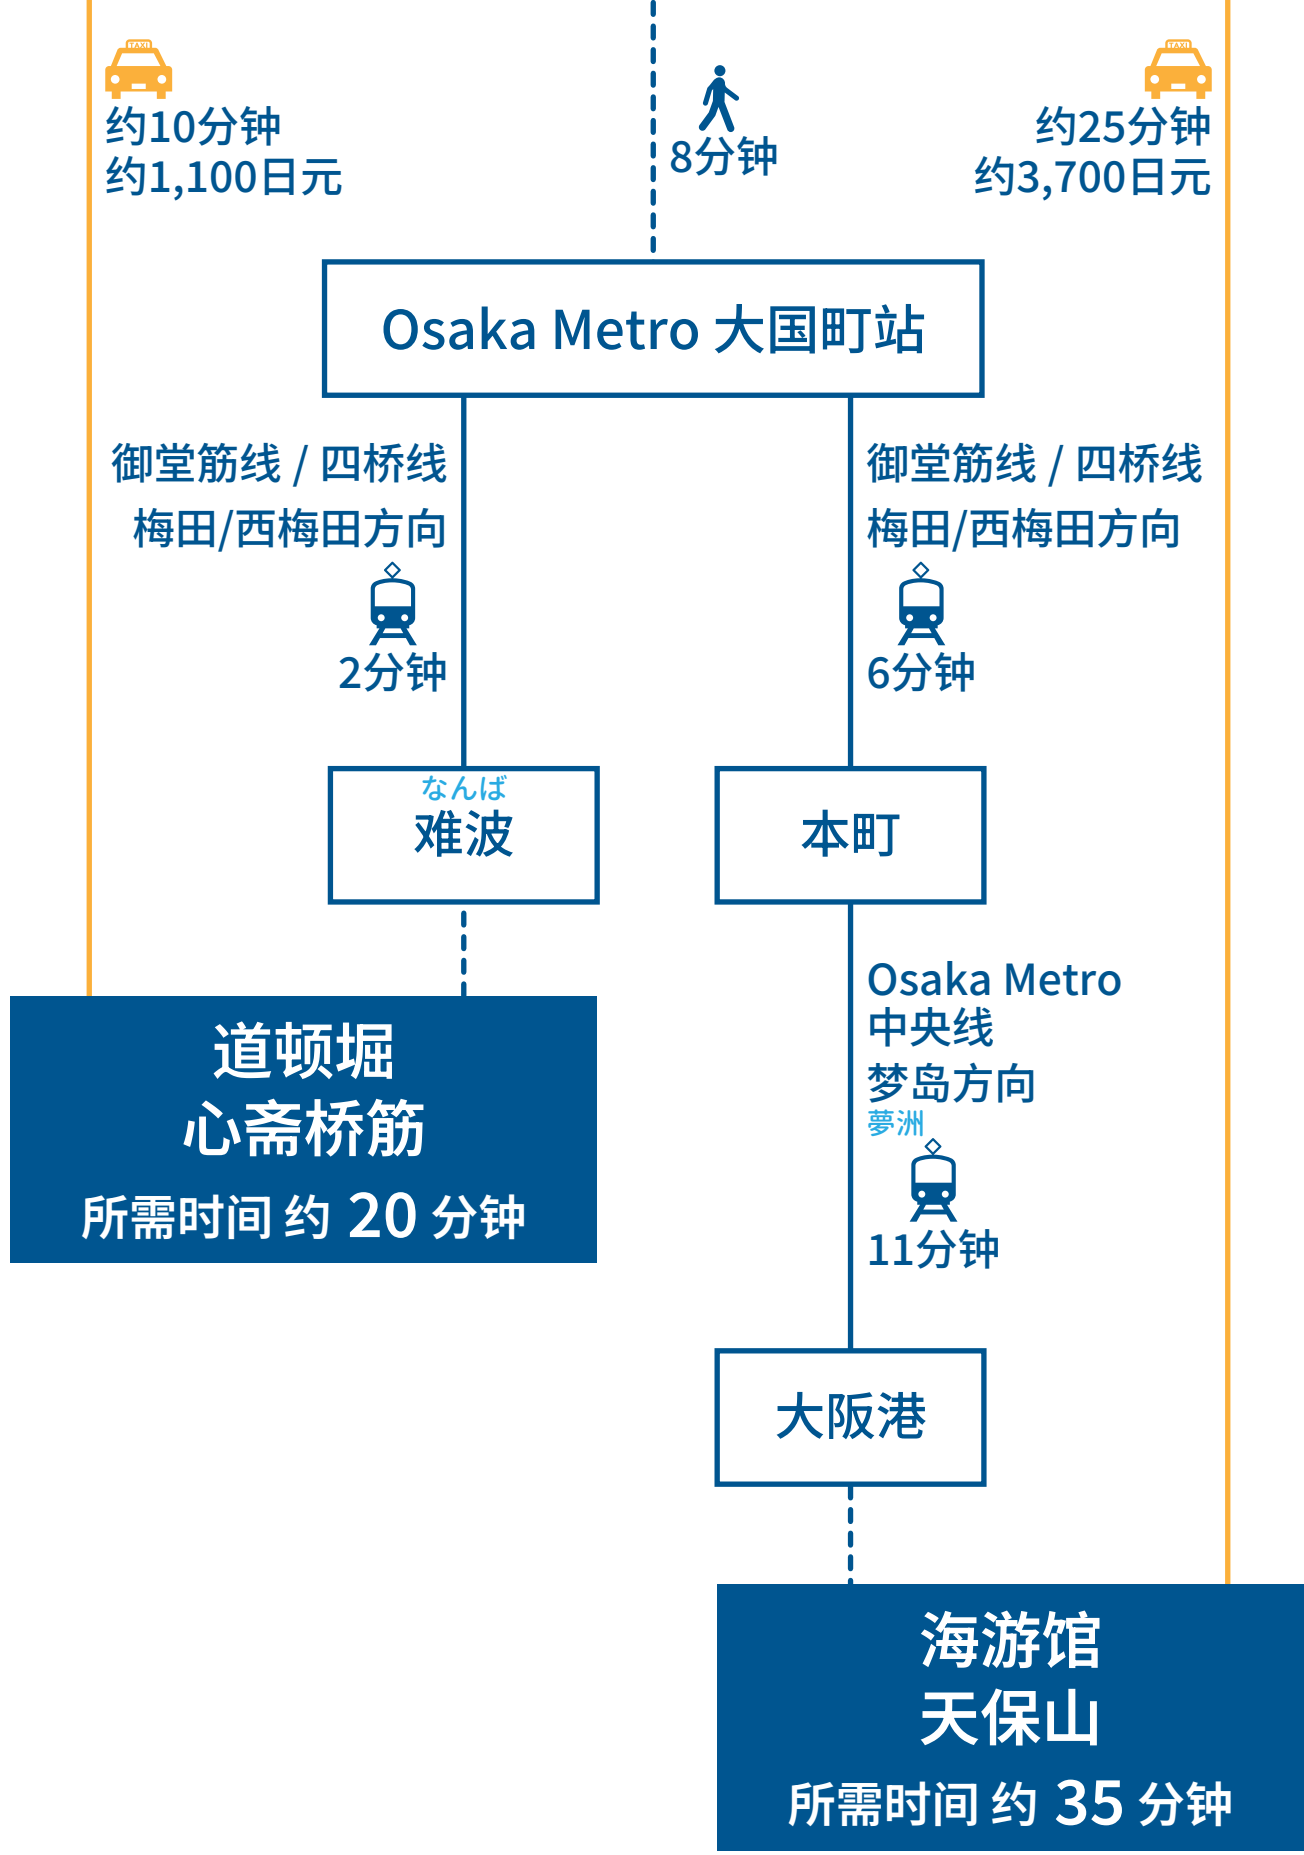 TAXI
约10分钟
约1,100日元
8分钟
TAXI
约25分钟
约3,700日元
Osaka Metro 大国町站
御堂筋线 / 四桥线
梅田/西梅田方向
2分钟
御堂筋线 / 四桥线
梅田/西梅田方向
6分钟
なんば
难波
本町
道顿堀
心斋桥筋
所需时间 约 20 分钟
Osaka Metro
中央线
梦岛方向
夢洲
11分钟
大阪港
海游馆
天保山
所需时间 约 35 分钟